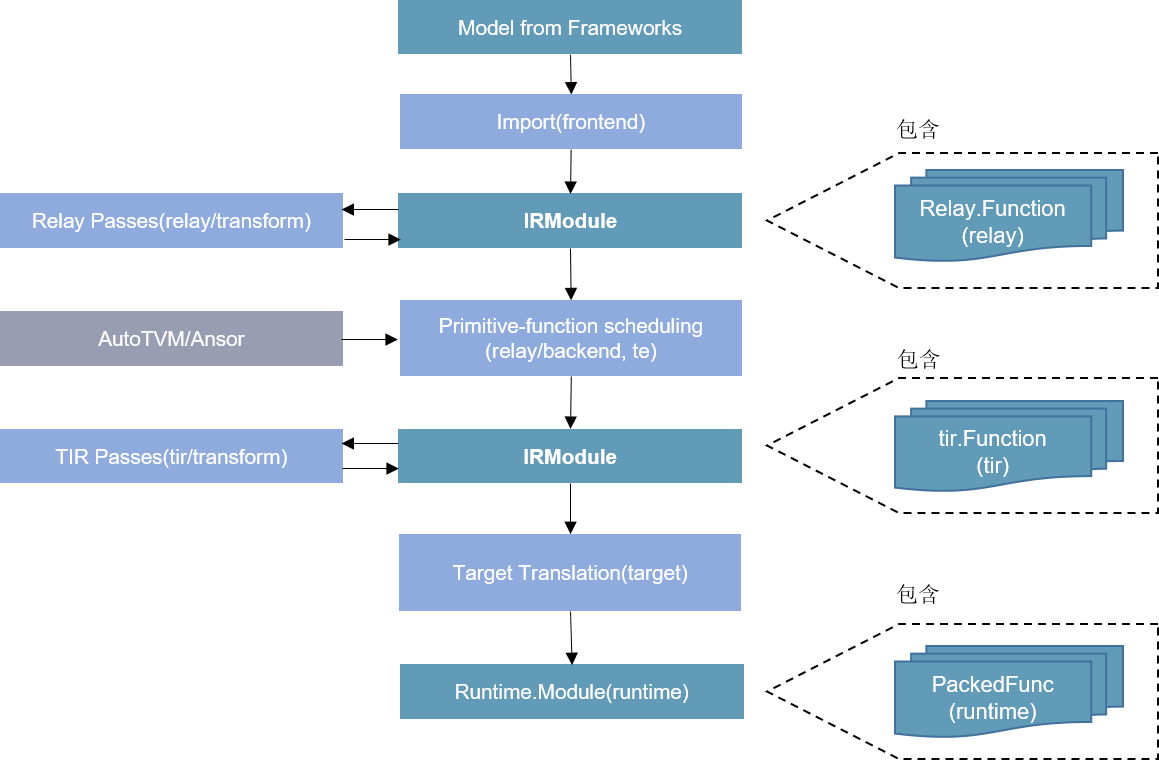 Model from Frameworks
Import(frontend)
包含
Relay Passes(relay/transform)
IRModule
Relay.Function
(relay)
AutoTVM/Ansor
Primitive-function scheduling
(relay/backend, te)
包含
TIR Passes(tir/transform)
IRModule
tir.Function
(tir)
Target Translation(target)
包含
Runtime.Module(runtime)
PackedFunc
(runtime)